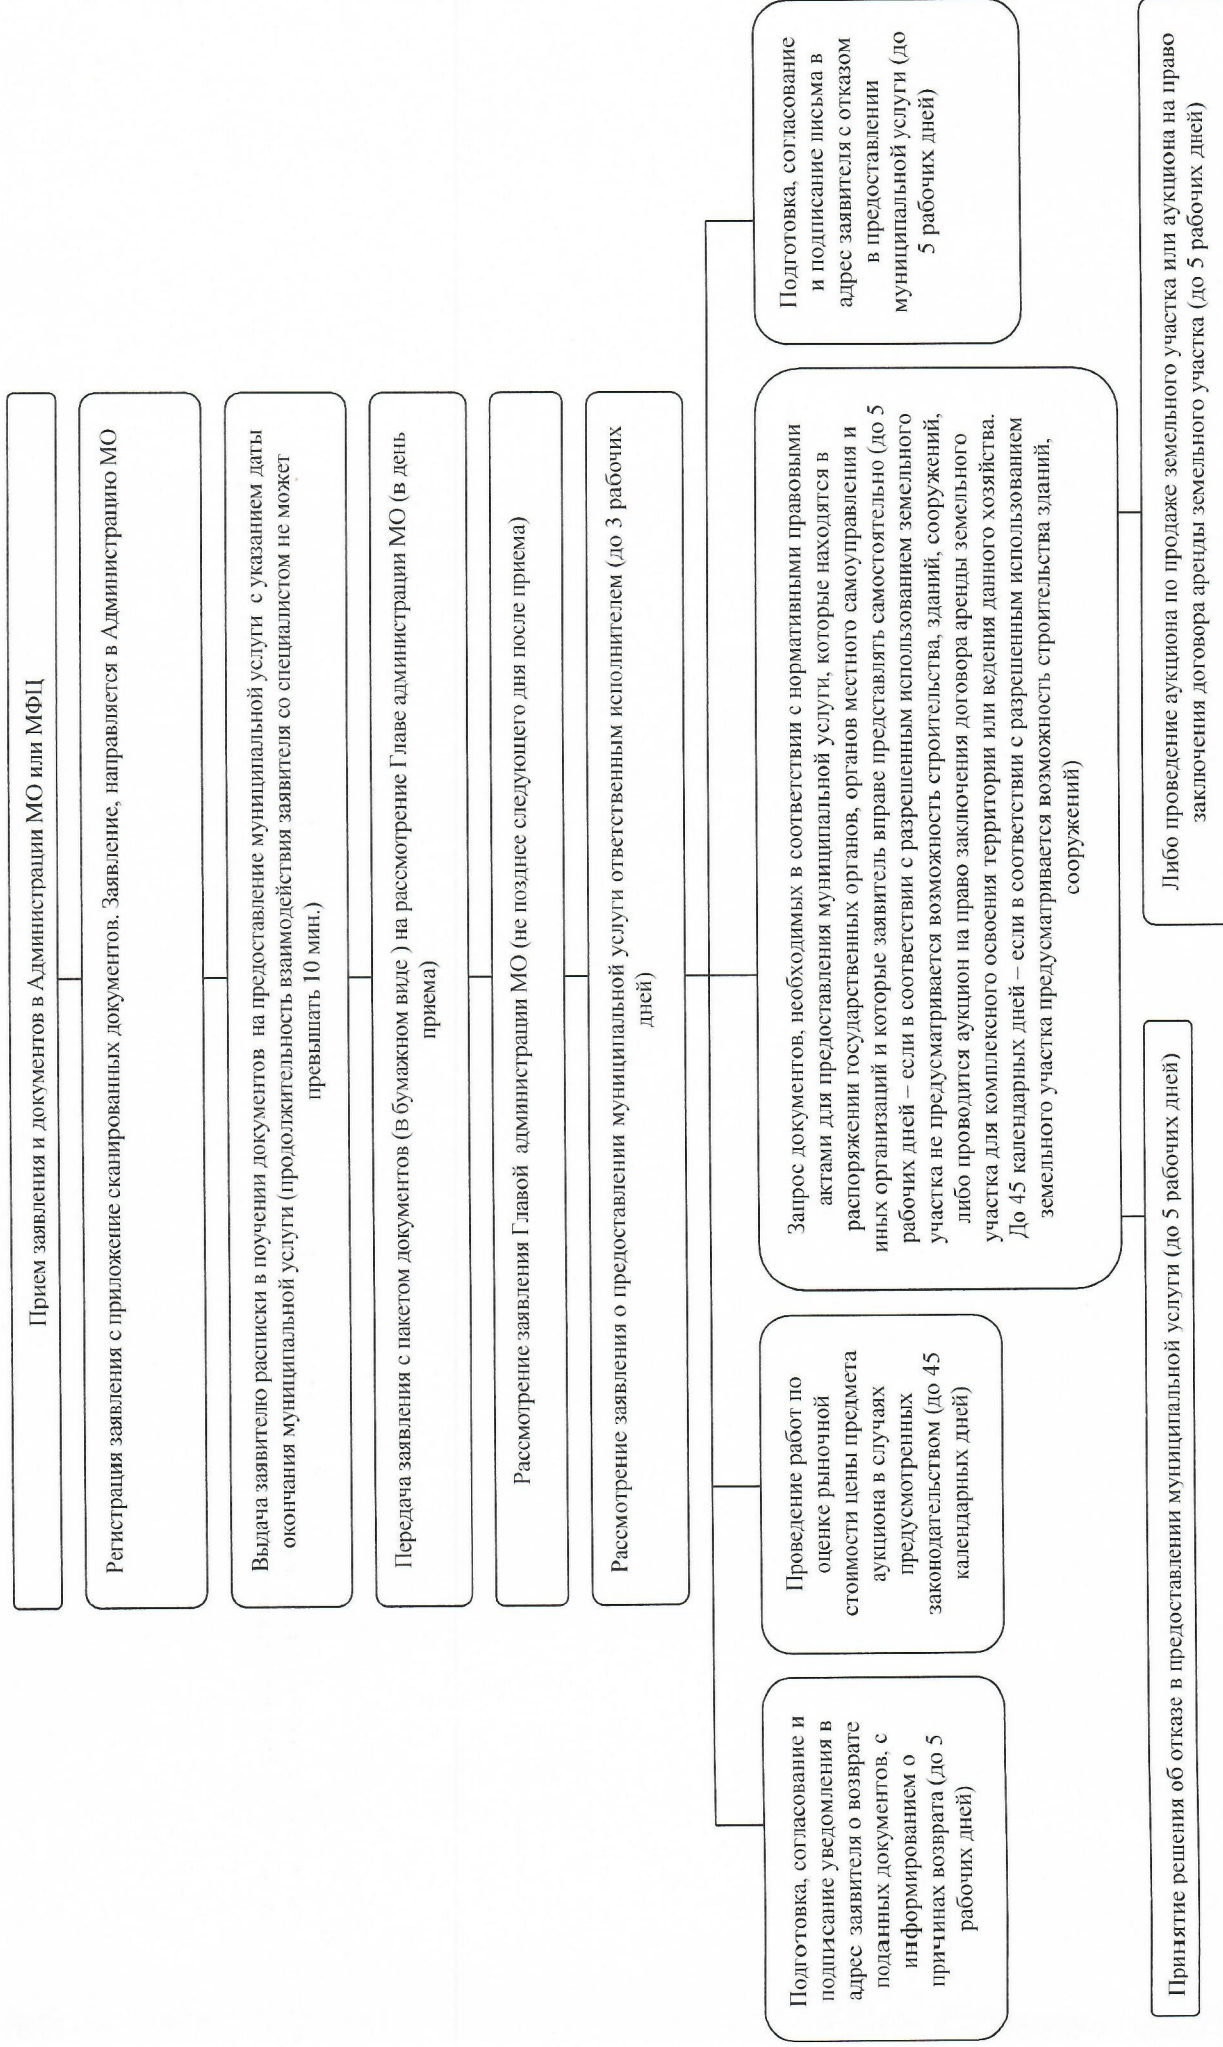 Прием заявления и документов в Администрации МО или МФЦ
Регистрация заявления с приложение сканированных документов. Заявление, направляется в Администрацию МО
Выдача заявителю расписки в поучении документов на предоставление муниципальной услуги с указанием даты
окончания муниципальной услуги (продолжительность взаимодействия заявителя со специалистом не может
превышать 10 мин.)
Передача заявления с пакетом документов (в бумажном виде ) на рассмотрение Главе администрации МО (в день
приема)
Рассмотрение заявления Главой администрации МО (не позднее следующего дня после приема)
Рассмотрение заявления о предоставлении муниципальной услуги ответственным исполнителем (до 3 рабочих
дней)
Подготовка, согласование и
подписание уведомления в
адрес заявителя о возврате
поданных документов, с
информированием о
причинах возврата (до 5
рабочих дней)
Проведение работ по
оценке рыночной
стоимости цены предмета
аукциона в случаях
предусмотренных
законодательством (до 45
календарных дней)
Запрос документов, необходимых в соответствии с нормативными правовыми
актами для предоставления муниципальной услуги, которые находятся в
распоряжении государственных органов, органов местного самоуправления и
иных организаций и которые заявитель вправе представлять самостоятельно (до 5
рабочих дней – если в соответствии с разрешенным использованием земельного
участка не предусматривается возможность строительства, зданий, сооружений,
либо проводится аукцион на право заключения договора аренды земельного
участка для комплексного освоения территории или ведения данного хозяйства.
До 45 календарных дней – если в соответствии с разрешенным использованием
земельного участка предусматривается возможность строительства зданий,
сооружений)
Подготовка, согласование
и подписание письма в
адрес заявителя с отказом
в предоставлении
муниципальной услуги (до
5 рабочих дней)
Принятие решения об отказе в предоставлении муниципальной услуги (до 5 рабочих дней)
Либо проведение аукциона по продаже земельного участка или аукциона на право
заключения договора аренды земельного участка (до 5 рабочих дней)